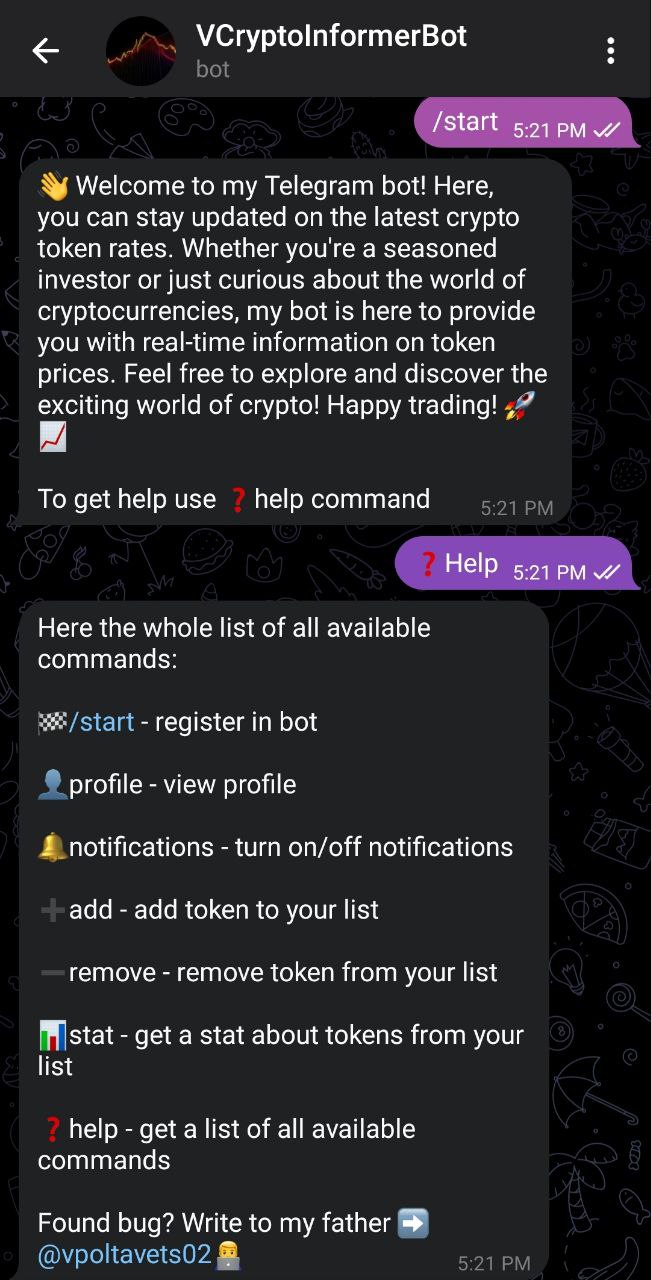 VCryptoInformerBot
bot
/start 5:21 PM
👋 Welcome to my Telegram bot! Here,
you can stay updated on the latest crypto
token rates. Whether you're a seasoned
investor or just curious about the world of
cryptocurrencies, my bot is here to provide
you with real-time information on token
prices. Feel free to explore and discover the
exciting world of crypto! Happy trading! 🚀
📈
To get help use ❓ help command 5:21 PM
❓ Help 5:21 PM
Here the whole list of all available
commands:
🏁/start - register in bot
👤profile - view profile
🔔notifications - turn on/off notifications
➕add - add token to your list
➖remove - remove token from your list
📊stat - get a stat about tokens from your
list
❓help - get a list of all available
commands
Found bug? Write to my father ➡️
@vpoltavets02👨‍💻 5:21 PM